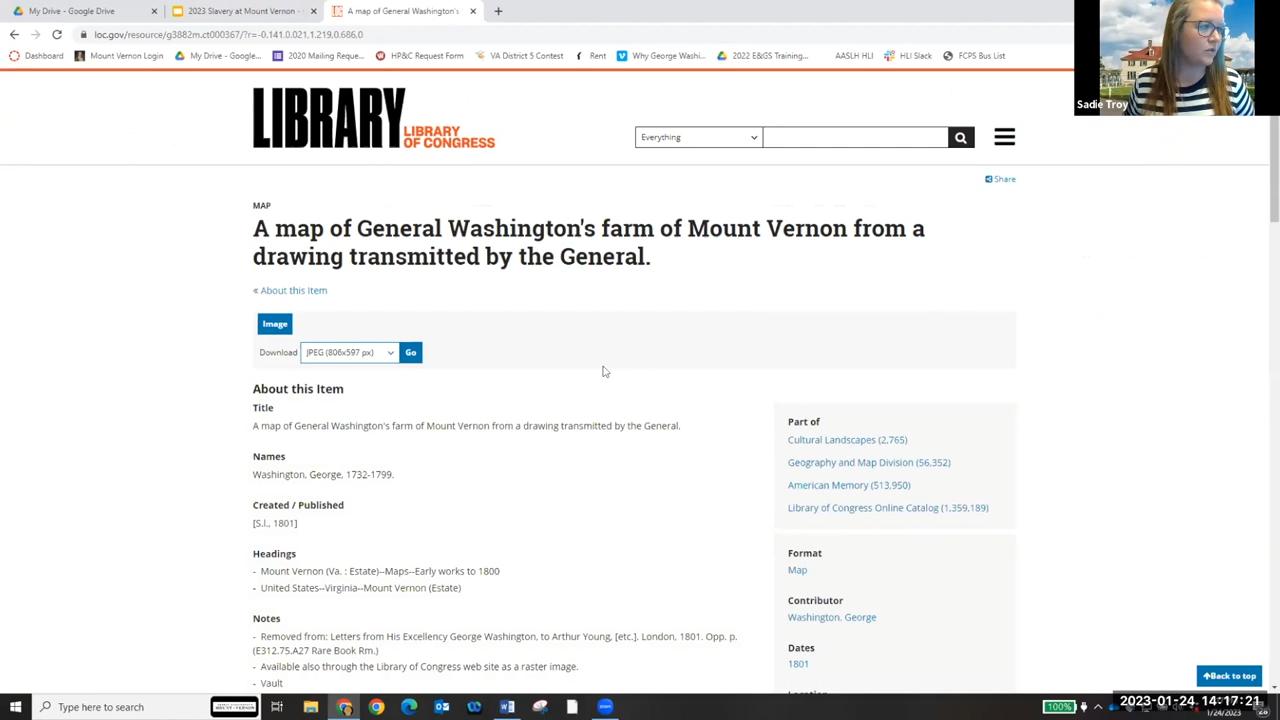 My Drive - Google Drive
2023 Slavery at Mount Vernon -
A map of General Washington's
loc.gov/resource/g3882m.ct000367/?r=-0.141,0.021,1.219,0.686,0
Dashboard
Mount Vernon Login
My Drive - Google...
2020 Mailing Reque...
HP&C Request Form
VA District 5 Contest
Rent
Why George Washi...
2022 E&GS Training...
AASLH HLI
HLI Slack
FCPS Bus List
Sadie Troy
LIBRARY
LIBRARY
OF CONGRESS
Everything
Share
MAP
A map of General Washington's farm of Mount Vernon from a
drawing transmitted by the General.
« About this Item
Image
Download JPEG (806x597 px) Go
About this Item
Title
A map of General Washington's farm of Mount Vernon from a drawing transmitted by the General.
Names
Washington, George, 1732-1799.
Created / Published
[S.l., 1801]
Headings
- Mount Vernon (Va. : Estate)--Maps--Early works to 1800
- United States--Virginia--Mount Vernon (Estate)
Notes
- Removed from: Letters from His Excellency George Washington, to Arthur Young, [etc.]. London, 1801. Opp. p.
(E312.75.A27 Rare Book Rm.)
- Available also through the Library of Congress web site as a raster image.
- Vault
Part of
Cultural Landscapes (2,765)
Geography and Map Division (56,352)
American Memory (513,950)
Library of Congress Online Catalog (1,359,189)
Format
Map
Contributor
Washington, George
Dates
1801
Back to top
Type here to search
MOUNT VERNON
100%
2023-01-24 14:17:21
1/24/2023